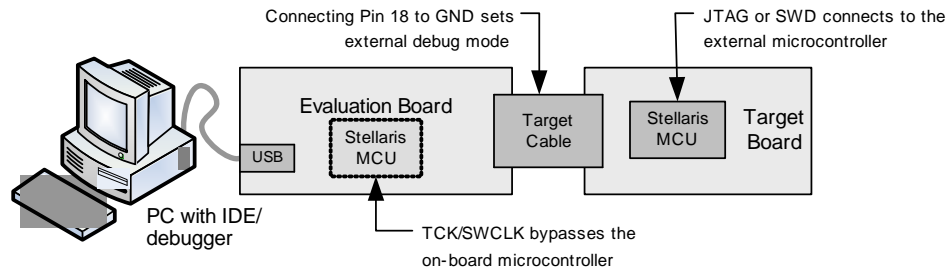 Connecting Pin 18 to GND sets
external debug mode
JTAG or SWD connects to the
external microcontroller
Evaluation Board
Stellaris
MCU
USB
Target
Cable
Stellaris
MCU
Target
Board
PC with IDE/
debugger
TCK/SWCLK bypasses the
on-board microcontroller